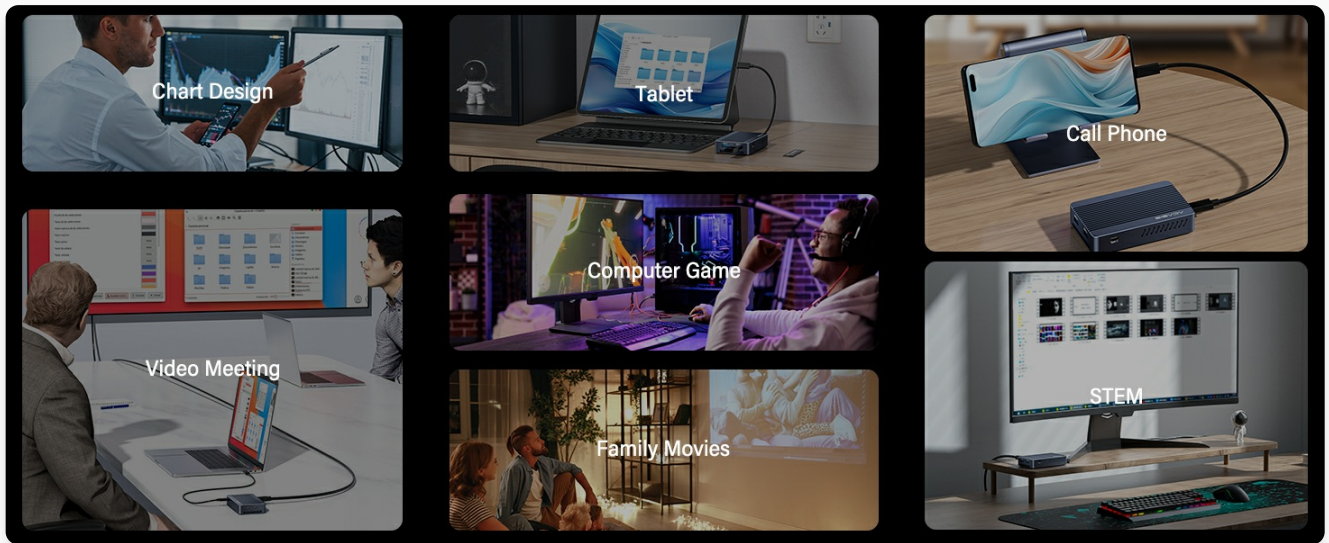 Chart Design
Tablet
Call Phone
Video Meeting
Computer Game
Family Movies
STEM